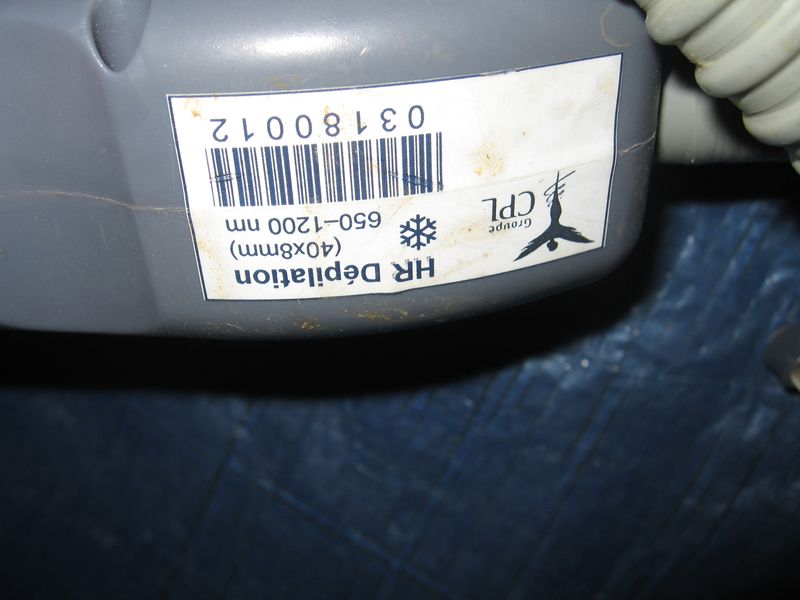 Groupe
CPL
HR Dépilation
(40x8mm)
650-1200 nm
03180012